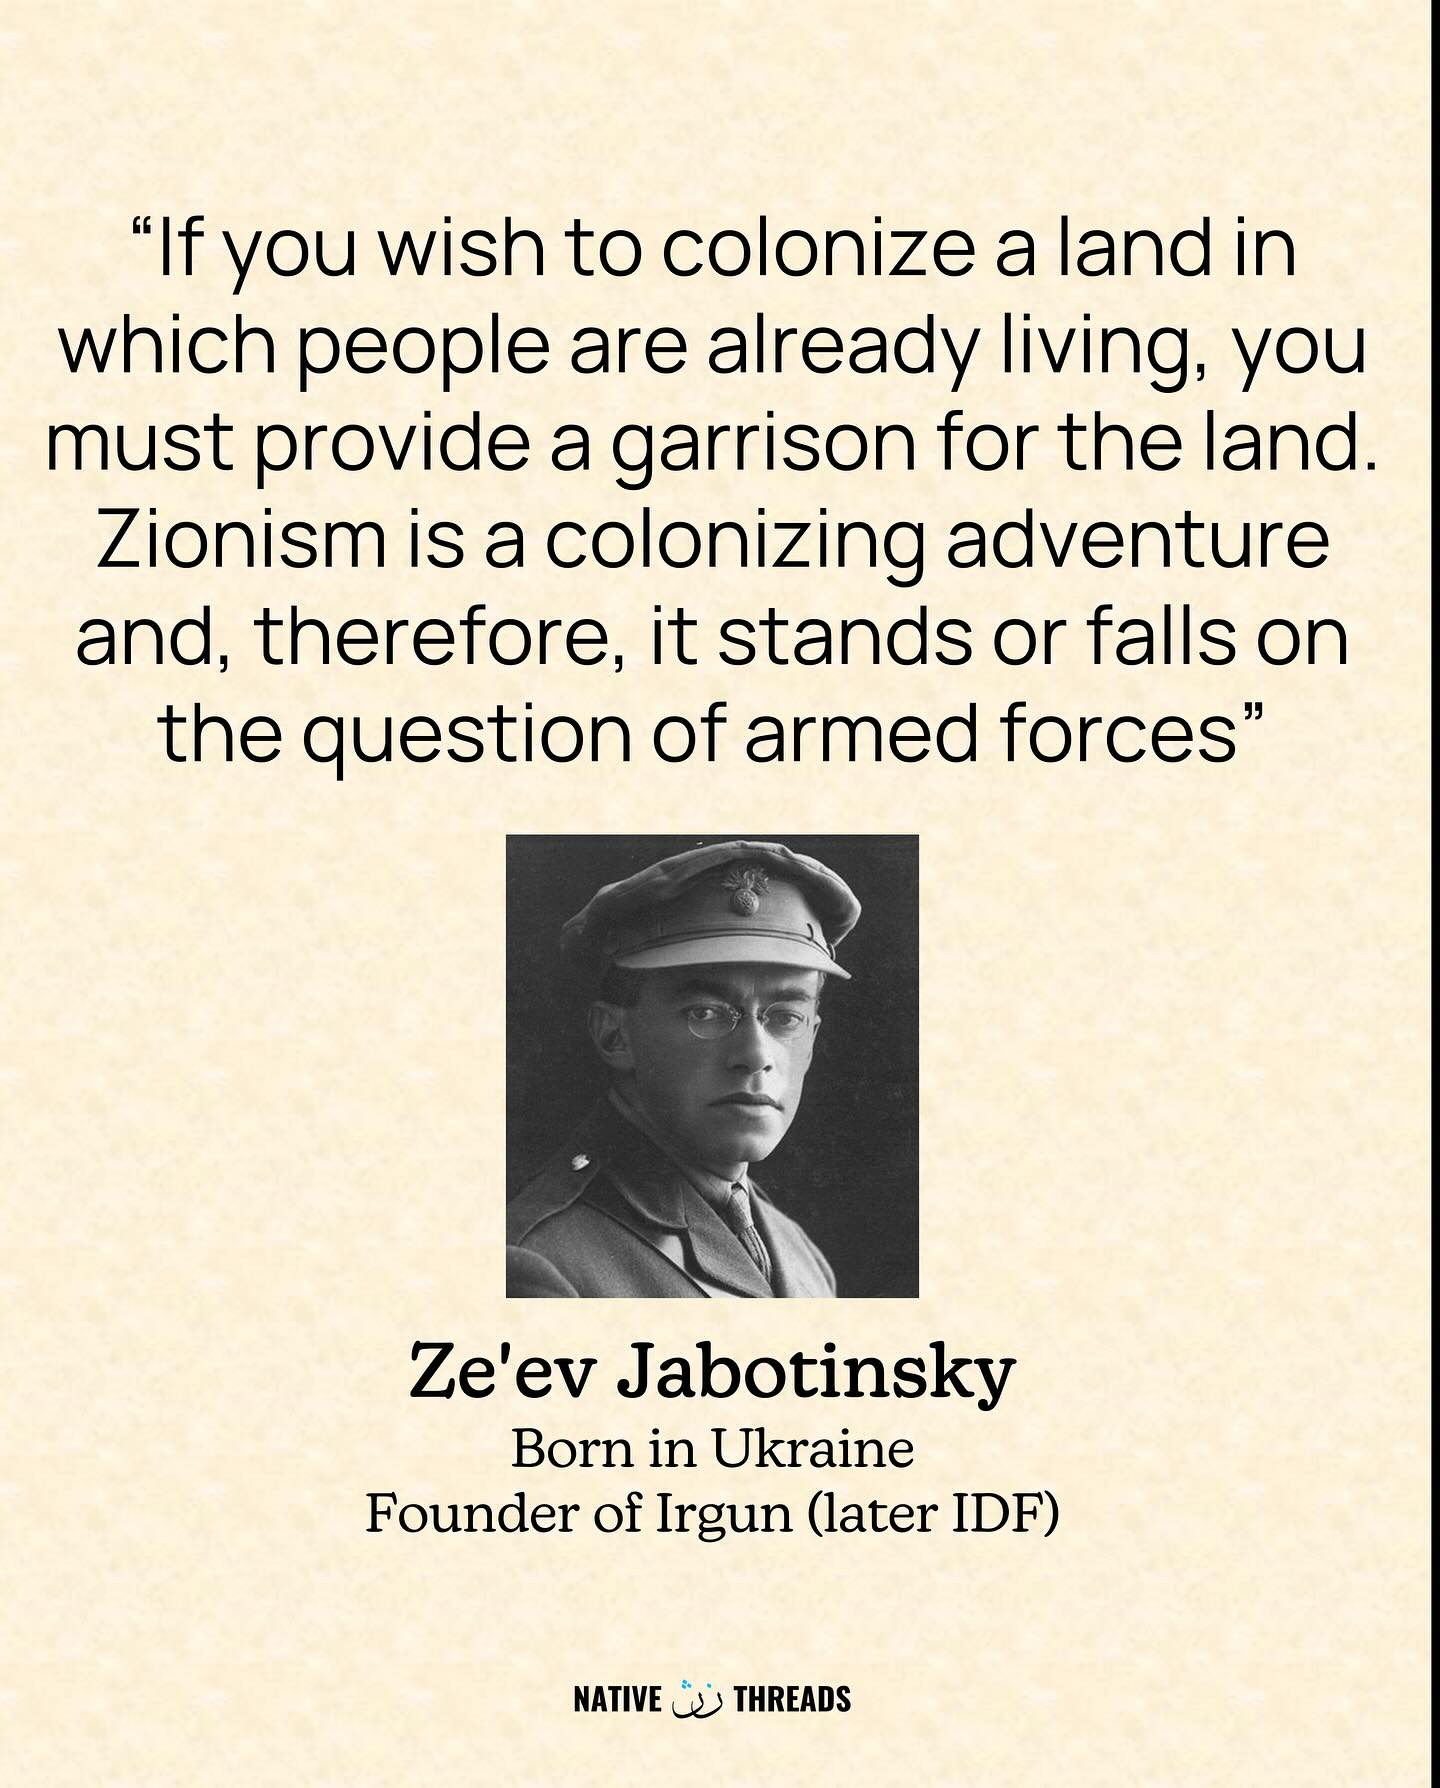 “If you wish to colonize a land in
which people are already living, you
must provide a garrison for the land.
Zionism is a colonizing adventure
and, therefore, it stands or falls on
the question of armed forces”
Ze'ev Jabotinsky
Born in Ukraine
Founder of Irgun (later IDF)
NATIVE THREADS